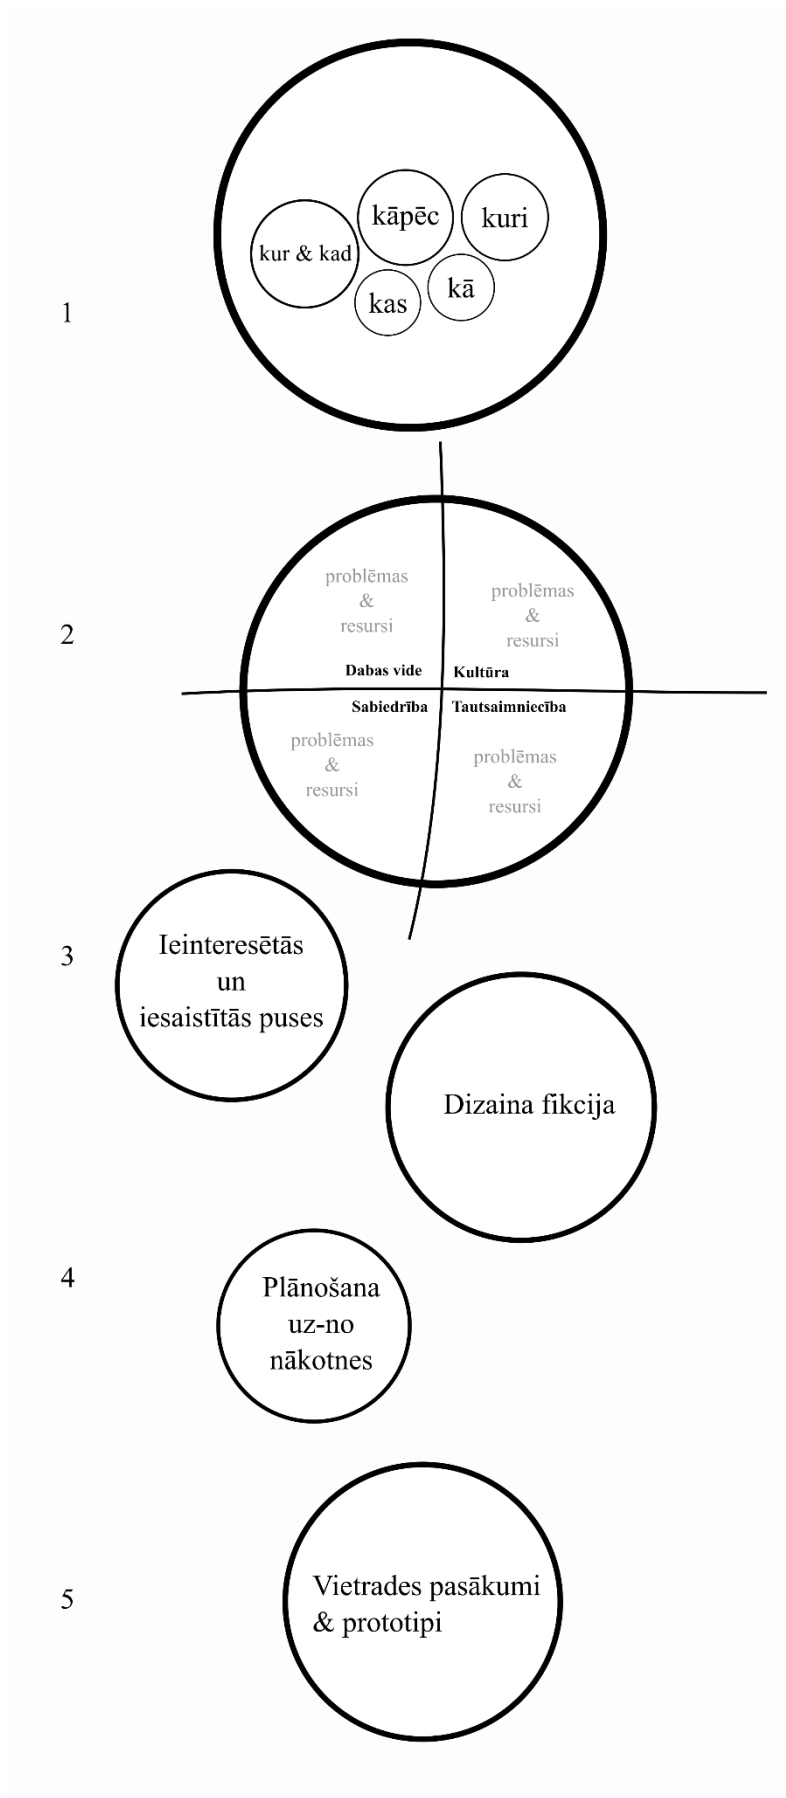 1
kur & kad
kāpēc
kuri
kas
kā
2
problēmas
&
resursi
problēmas
&
resursi
Dabas vide
Kultūra
Sabiedrība
Tautsaimniecība
problēmas
&
resursi
problēmas
&
resursi
3
Ieinteresētās
un
iesaistītās puses
Dizaina fikcija
4
Plānošana
uz-no
nākotnes
5
Vietrades pasākumi
& prototipi